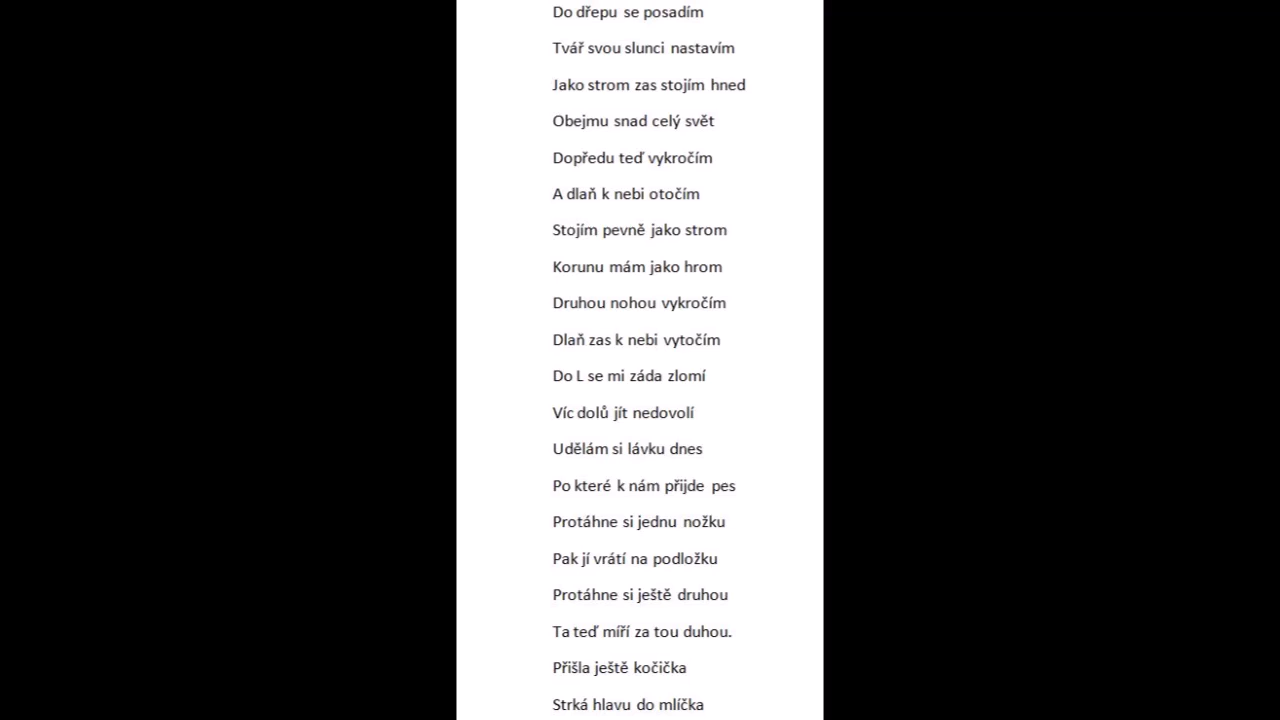 Do dřepu se posadím
Tvář svou slunci nastavím
Jako strom zas stojím hned
Obejmu snad celý svět
Dopředu teď vykročím
A dlaň k nebi otočím
Stojím pevně jako strom
Korunu mám jako hrom
Druhou nohou vykročím
Dlaň zas k nebi vytočím
Do L se mi záda zlomí
Víc dolů jít nedovolí
Udělám si lávku dnes
Po které k nám přijde pes
Protáhne si jednu nožku
Pak jí vrátí na podložku
Protáhne si ještě druhou
Ta teď míří za tou duhou.
Přišla ještě kočička
Strká hlavu do mlíčka